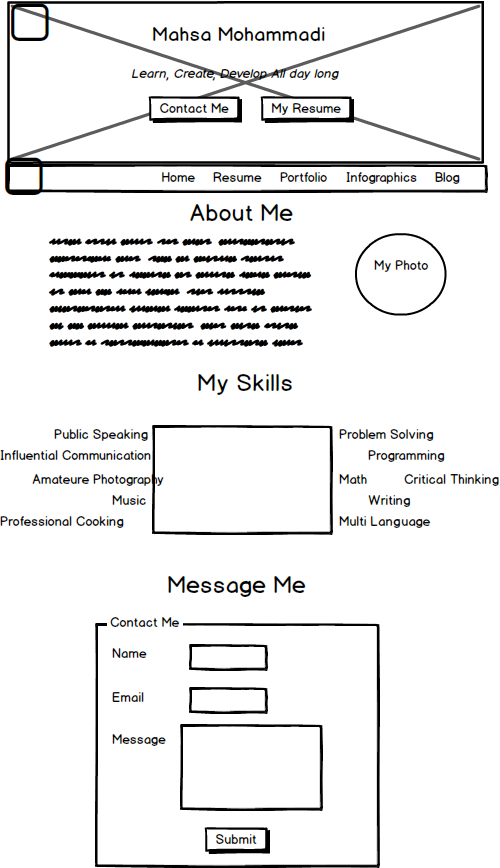 Mahsa Mohammadi
Learn, Create, Develop All day long
Contact Me My Resume
Home Resume Portfolio Infographics Blog
About Me
My Photo
My Skills
Public Speaking Problem Solving
Influential Communication Programming
Amateure Photography Math Critical Thinking
Music Writing
Professional Cooking Multi Language
Message Me
Contact Me
Name
Email
Message
Submit